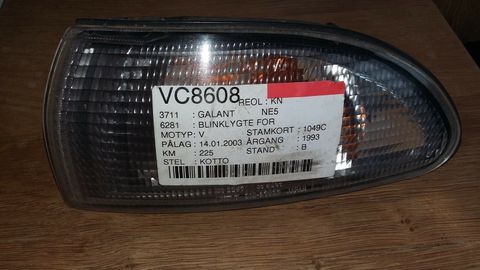 VC8608 REOL: KN
3711 : GALANT NE5
6281 : BLINKLYGTE FOR
MOTYP: V STAMKORT : 1049C
PÅLAG : 14.01.2003 ÅRGANG : 1993
KM : 225 STAND : B
STEL : KOTTO